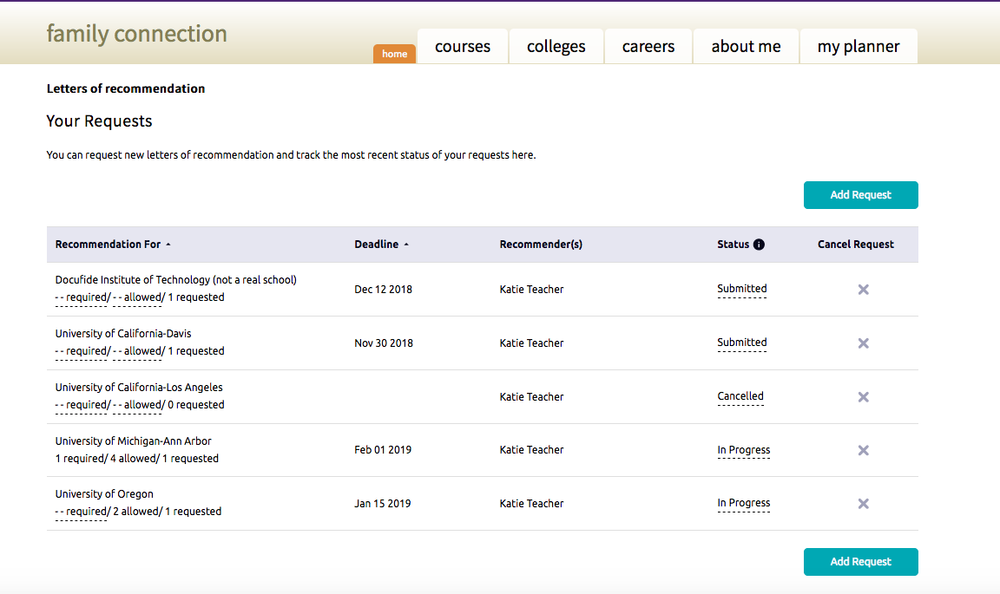 family connection
home
courses
colleges
careers
about me
my planner
Letters of recommendation
Your Requests
You can request new letters of recommendation and track the most recent status of your requests here.
Add Request
Recommendation For Deadline Recommender(s) Status Cancel Request
Docufide Institute of Technology (not a real school)
- - required/ - - allowed/ 1 requested
Dec 12 2018 Katie Teacher Submitted
University of California-Davis
- - required/ - - allowed/ 1 requested
Nov 30 2018 Katie Teacher Submitted
University of California-Los Angeles
- - required/ - - allowed/ 0 requested
Katie Teacher Cancelled
University of Michigan-Ann Arbor
1 required/ 4 allowed/ 1 requested
Feb 01 2019 Katie Teacher In Progress
University of Oregon
- - required/ 2 allowed/ 1 requested
Jan 15 2019 Katie Teacher In Progress
Add Request